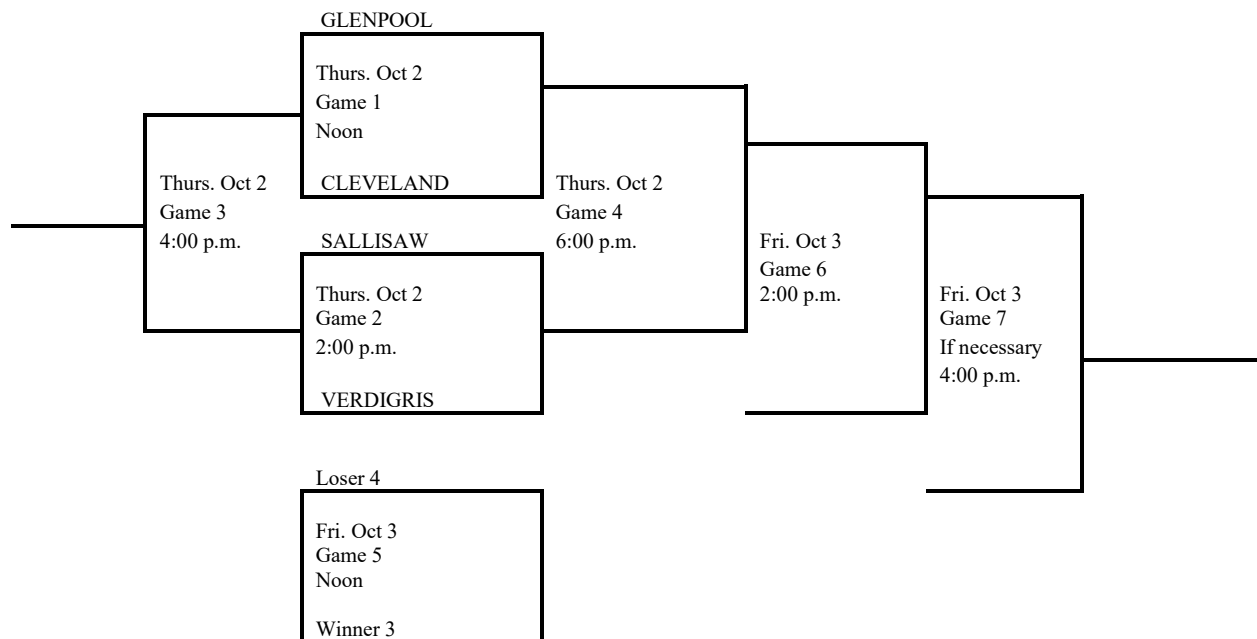 GLENPOOL
Thurs. Oct 2
Game 1
Noon
CLEVELAND
Thurs. Oct 2
Game 3
4:00 p.m.
SALLISAW
Thurs. Oct 2
Game 2
2:00 p.m.
VERDIGRIS
Thurs. Oct 2
Game 4
6:00 p.m.
Fri. Oct 3
Game 6
2:00 p.m.
Fri. Oct 3
Game 7
If necessary
4:00 p.m.
Loser 4
Fri. Oct 3
Game 5
Noon
Winner 3